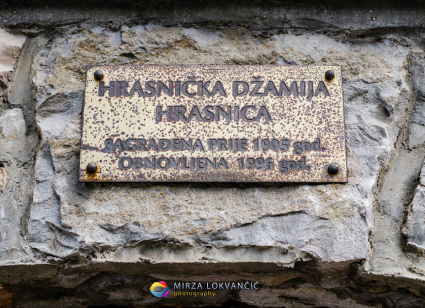 HRASNIČKA DŽAMIJA
HRASNICA
SAGRAĐENA PRIJE 1905 god.
OBNOVLJENA 1996 god.
MIRZA LOKVANČIĆ
photography